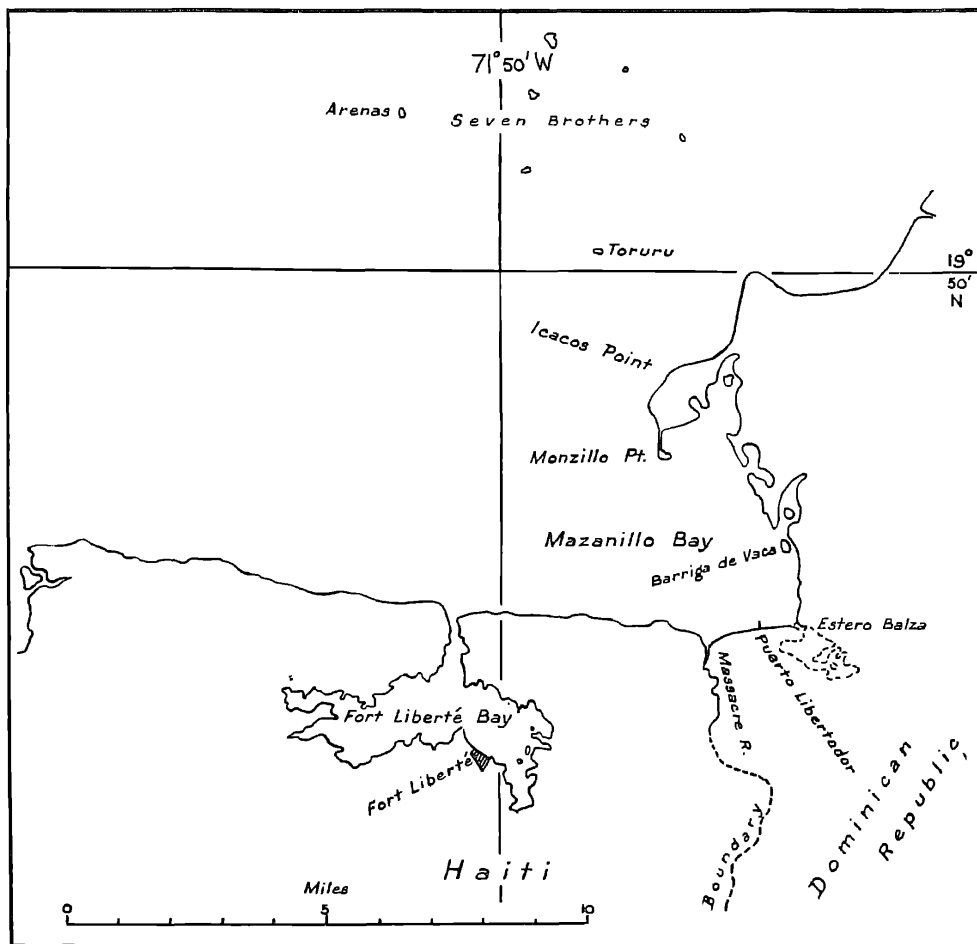 71°50'W
Arenas
Seven Brothers
Toruru
19°
50'
N
Icacos Point
Monzillo Pt.
Mazanillo Bay
Barriga de Vaca
Estero Balza
Puarto Libertador
Massacre R.
Fort Liberté Bay
Fort Liberté
Dominican
Republic,
Boundary
Haiti
Miles
0 5 10